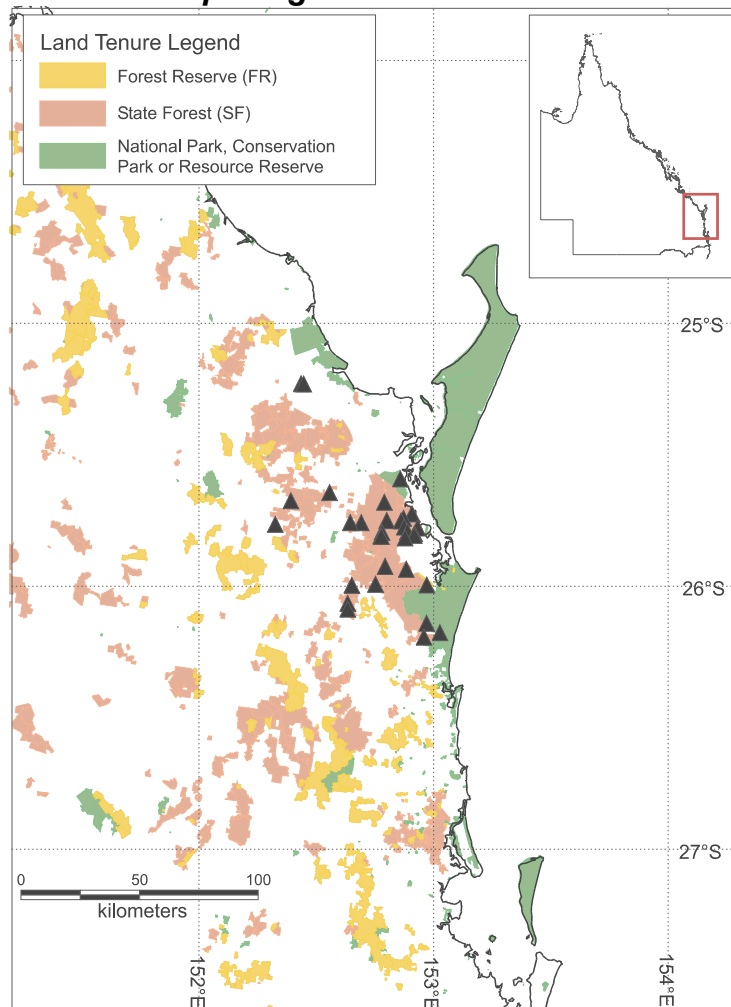 Land Tenure Legend
Forest Reserve (FR)
State Forest (SF)
National Park, Conservation
Park or Resource Reserve
25°S
26°S
27°S
0 50 100
kilometers
152°E
153°E
154°E